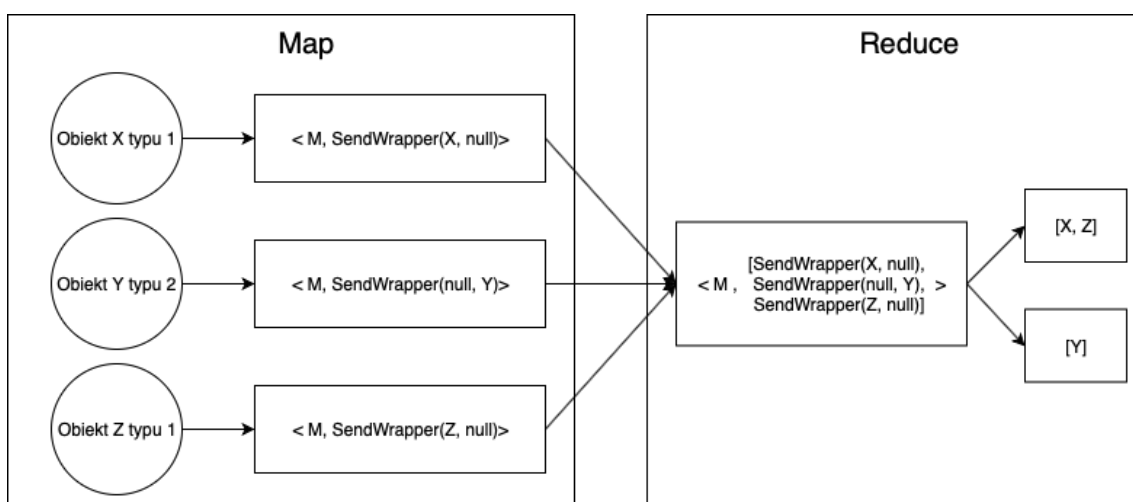 Map
Obiekt X typu 1
< M, SendWrapper(X, null)>
Obiekt Y typu 2
< M, SendWrapper(null, Y)>
Obiekt Z typu 1
< M, SendWrapper(Z, null)>
Reduce
[SendWrapper(X, null),
< M , SendWrapper(null, Y), >
SendWrapper(Z, null)]
[X, Z]
[Y]